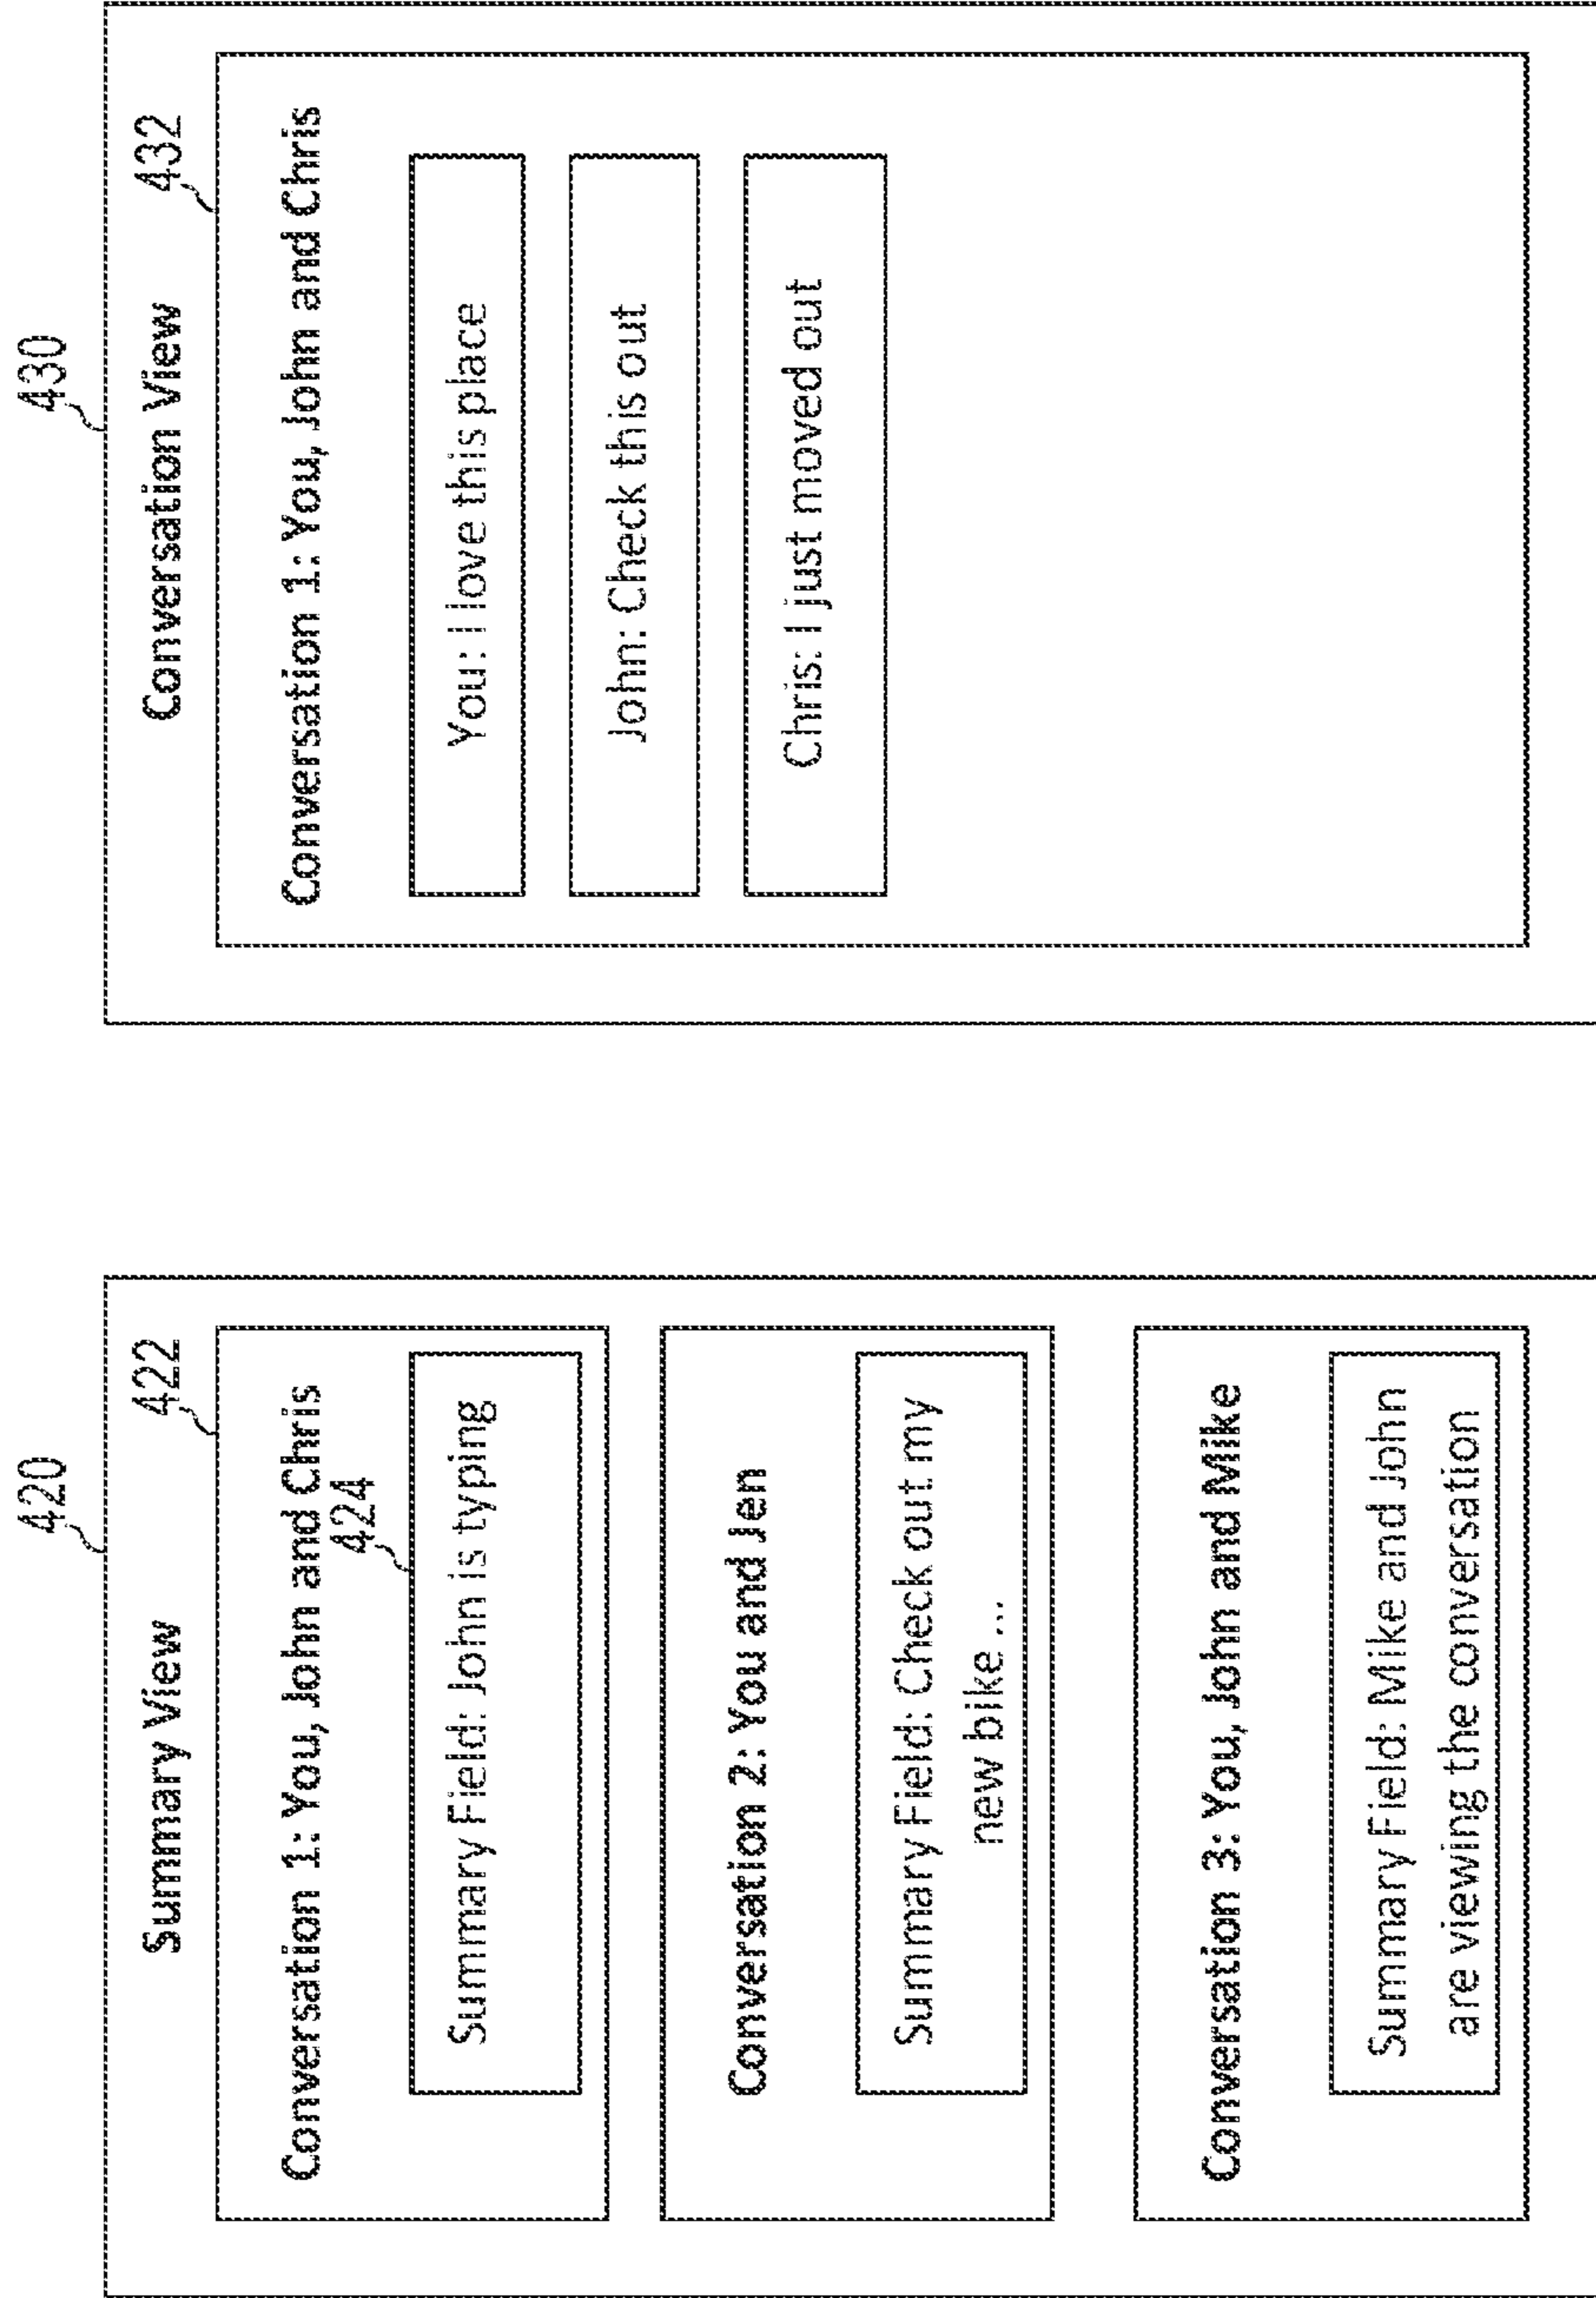 420
Summary View
422
Conversation 1: You, John and Chris
424
Summary Field: John is typing
Conversation 2: You and Jen
Summary Field: Check out my
new bike ...
Conversation 3: You, John and Mike
Summary Field: Mike and John
are viewing the conversation
430
Conversation View
432
Conversation 1: You, John and Chris
You: I love this place
John: Check this out
Chris: I just moved out